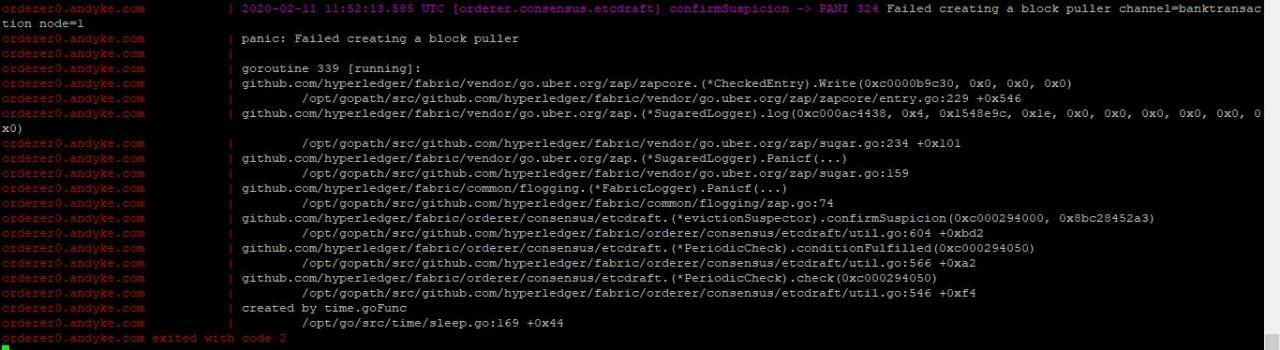 orderer0.andyke.com | 2020-02-11 11:52:13.585 UTC [orderer.consensus.etcdraft] confirmSuspicion -> PANI 324 Failed creating a block puller channel=banktransac
tion node=1
orderer0.andyke.com | panic: Failed creating a block puller
orderer0.andyke.com |
orderer0.andyke.com | goroutine 339 [running]:
orderer0.andyke.com | github.com/hyperledger/fabric/vendor/go.uber.org/zap/zapcore.(*CheckedEntry).Write(0xc0000b9c30, 0x0, 0x0, 0x0)
orderer0.andyke.com | /opt/gopath/src/github.com/hyperledger/fabric/vendor/go.uber.org/zap/zapcore/entry.go:229 +0x546
orderer0.andyke.com | github.com/hyperledger/fabric/vendor/go.uber.org/zap.(*SugaredLogger).log(0xc000ac4438, 0x4, 0x1548e9c, 0x1e, 0x0, 0x0, 0x0, 0x0, 0x0, 0
x0)
orderer0.andyke.com | /opt/gopath/src/github.com/hyperledger/fabric/vendor/go.uber.org/zap/sugar.go:234 +0x101
orderer0.andyke.com | github.com/hyperledger/fabric/vendor/go.uber.org/zap.(*SugaredLogger).Panicf(...)
orderer0.andyke.com | /opt/gopath/src/github.com/hyperledger/fabric/vendor/go.uber.org/zap/sugar.go:159
orderer0.andyke.com | github.com/hyperledger/fabric/common/flogging.(*FabricLogger).Panicf(...)
orderer0.andyke.com | /opt/gopath/src/github.com/hyperledger/fabric/common/flogging/zap.go:74
orderer0.andyke.com | github.com/hyperledger/fabric/orderer/consensus/etcdraft.(*evictionSuspector).confirmSuspicion(0xc000294000, 0x8bc28452a3)
orderer0.andyke.com | /opt/gopath/src/github.com/hyperledger/fabric/orderer/consensus/etcdraft/util.go:604 +0xbd2
orderer0.andyke.com | github.com/hyperledger/fabric/orderer/consensus/etcdraft.(*PeriodicCheck).conditionFulfilled(0xc000294050)
orderer0.andyke.com | /opt/gopath/src/github.com/hyperledger/fabric/orderer/consensus/etcdraft/util.go:566 +0xa2
orderer0.andyke.com | github.com/hyperledger/fabric/orderer/consensus/etcdraft.(*PeriodicCheck).check(0xc000294050)
orderer0.andyke.com | /opt/gopath/src/github.com/hyperledger/fabric/orderer/consensus/etcdraft/util.go:546 +0xf4
orderer0.andyke.com | created by time.goFunc
orderer0.andyke.com | /opt/go/src/time/sleep.go:169 +0x44
orderer0.andyke.com exited with code 2